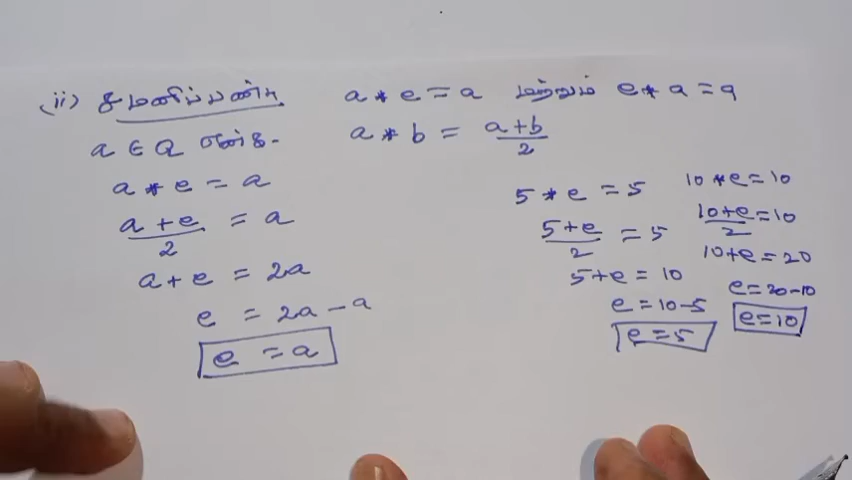 (ii) சமனிப்பண்பு a * e = a மற்றும் e * a = a
a ∈ Q என்க. a * b = (a+b)/2
a * e = a
(a+e)/2 = a
a + e = 2a
e = 2a - a
e = a
5 * e = 5
(5+e)/2 = 5
5+e = 10
e = 10-5
e = 5
10 * e = 10
(10+e)/2 = 10
10+e = 20
e = 20-10
e = 10